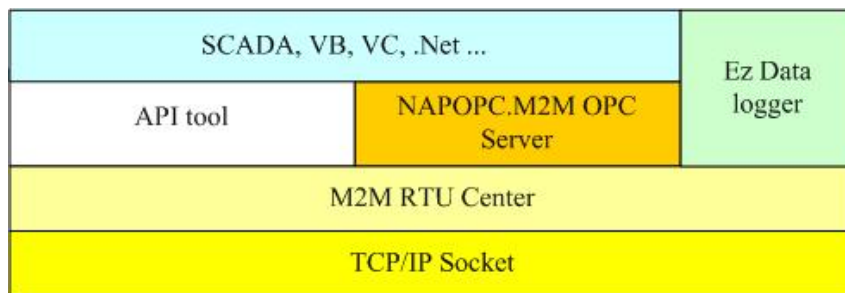 SCADA, VB, VC, .Net ...
Ez Data
logger
API tool
NAPOPC.M2M OPC
Server
M2M RTU Center
TCP/IP Socket